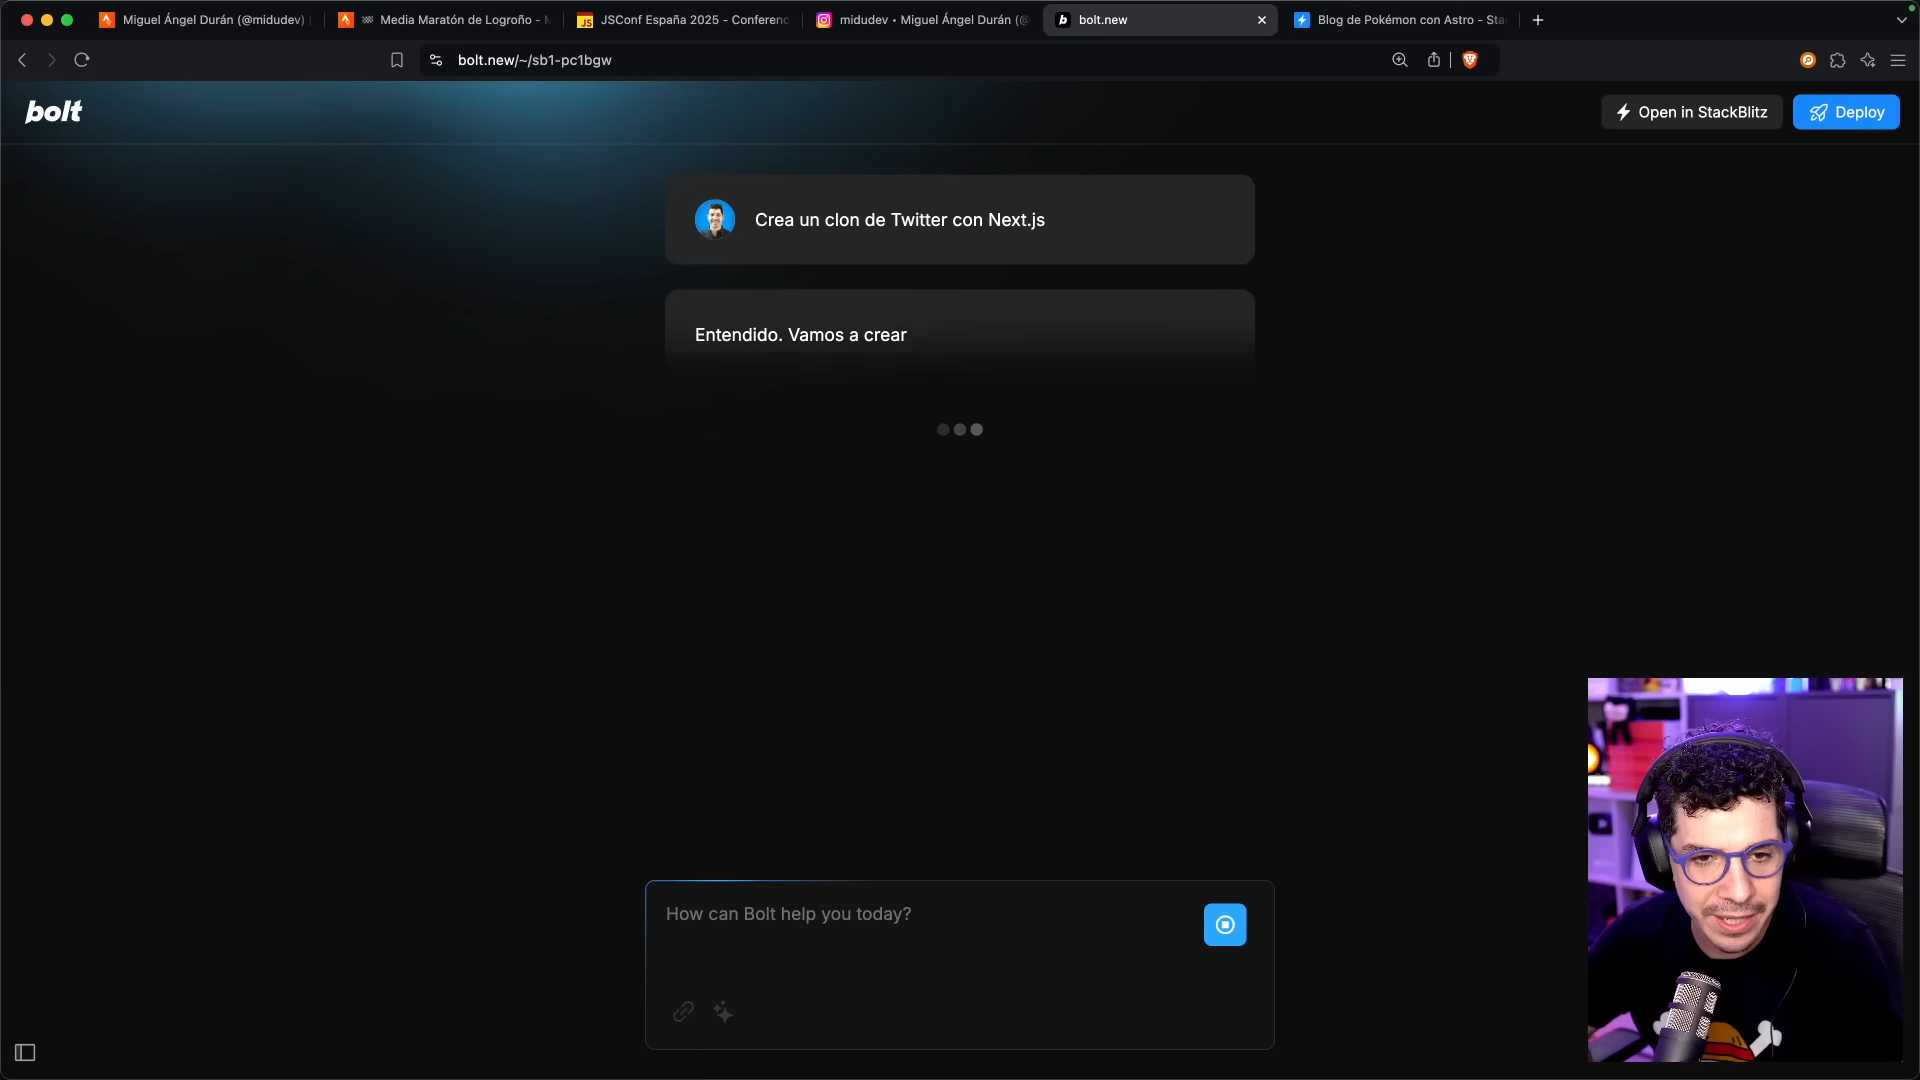 Miguel Ángel Durán (@midudev)
Media Maratón de Logroño -
JSConf España 2025 - Conferenc
midudev • Miguel Ángel Durán (@
bolt.new
Blog de Pokémon con Astro - Sta
bolt.new/~/sb1-pc1bgw
bolt
Open in StackBlitz
Deploy
Crea un clon de Twitter con Next.js
Entendido. Vamos a crear
How can Bolt help you today?